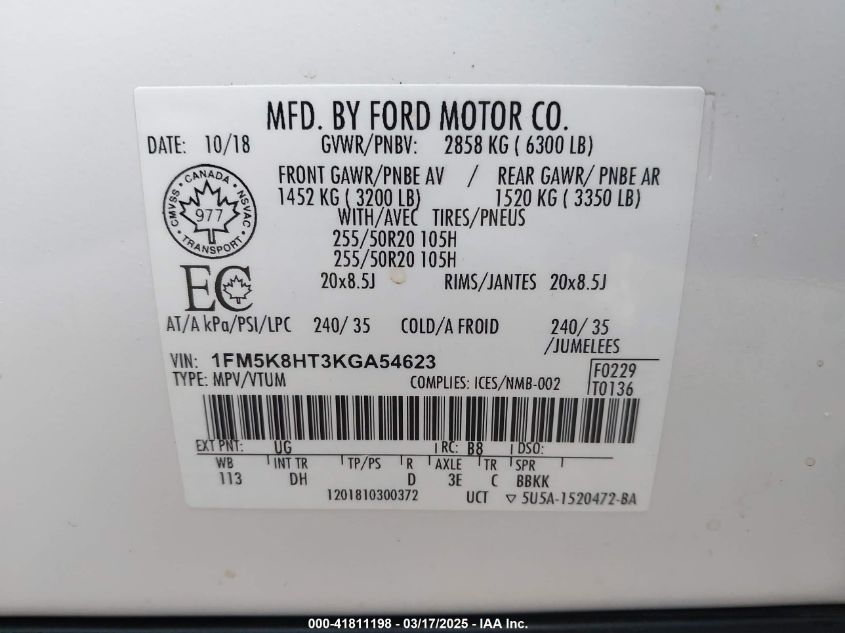 MFD. BY FORD MOTOR CO.
DATE: 10/18 GVWR/PNBV: 2858 KG ( 6300 LB)
FRONT GAWR/PNBE AV / REAR GAWR/ PNBE AR
1452 KG ( 3200 LB) 1520 KG ( 3350 LB)
WITH/AVEC TIRES/PNEUS
255/50R20 105H
255/50R20 105H
20x8.5J RIMS/JANTES 20x8.5J
CANADA CMVSS NSVAC 977 TRANSPORT
EC
AT/A kPa/PSI/LPC 240/ 35 COLD/A FROID 240/ 35
/JUMELEES
VIN: 1FM5K8HT3KGA54623 F0229
TYPE: MPV/VTUM COMPLIES: ICES/NMB-002 T0136
EXT PNT: UG RC: B8 DSO:
WB INT TR TP/PS R AXLE TR SPR
113 DH D 3E C BBKK
1201810300372 UCT ▽ 5U5A-1520472-BA
000-41811198 - 03/17/2025 - IAA Inc.